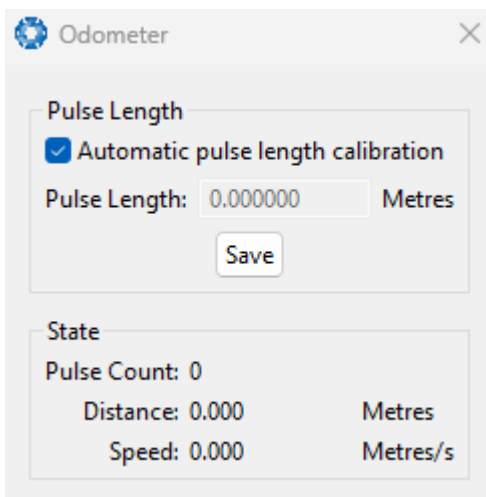 Odometer
Pulse Length
Automatic pulse length calibration
Pulse Length: 0.000000 Metres
Save
State
Pulse Count: 0
Distance: 0.000 Metres
Speed: 0.000 Metres/s